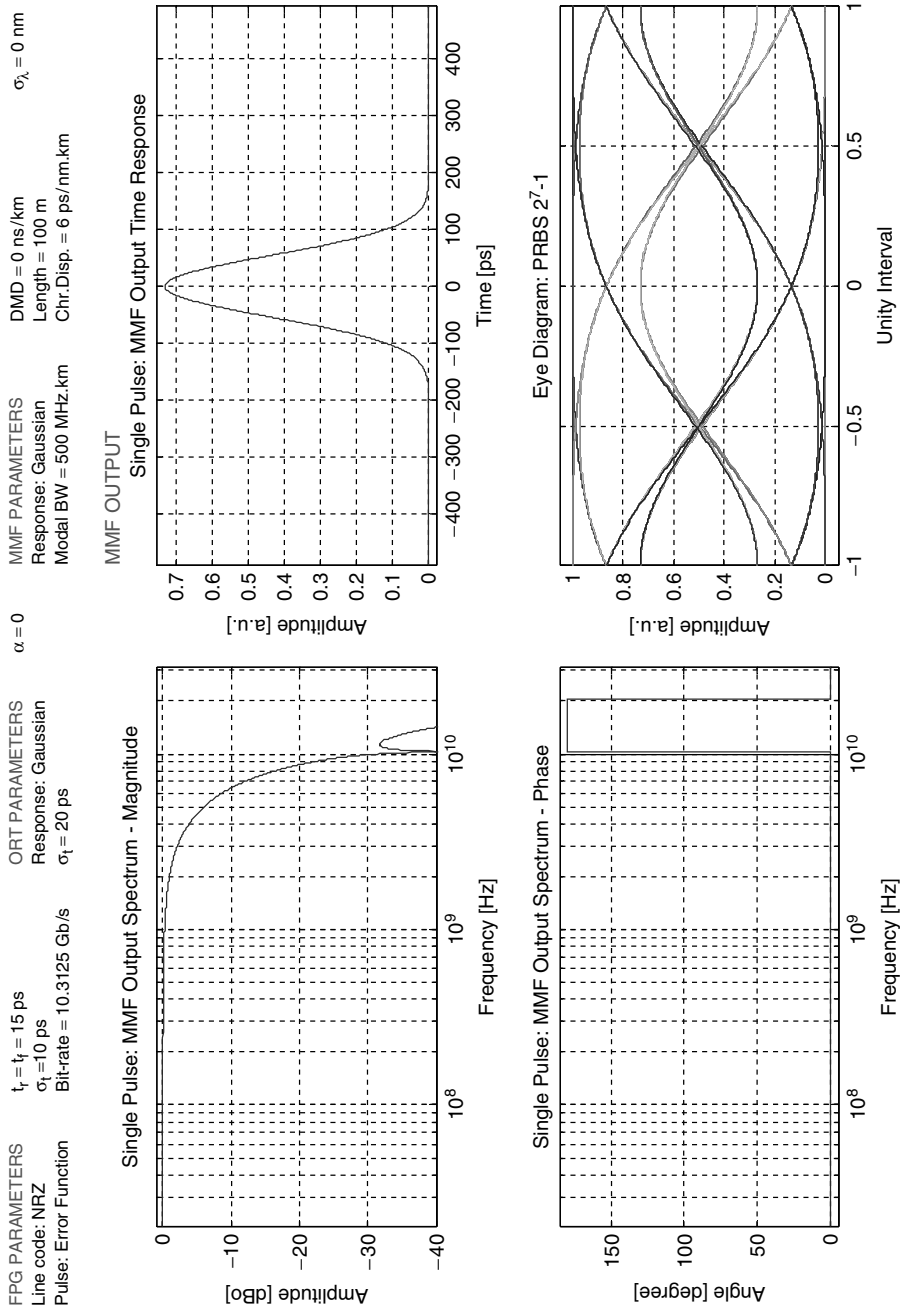 FPG PARAMETERS
Line code: NRZ
Pulse: Error Function
t_r = t_f = 15 ps
σ_t =10 ps
Bit-rate = 10.3125 Gb/s
ORT PARAMETERS
Response: Gaussian
σ_t = 20 ps
α = 0
MMF PARAMETERS
Response: Gaussian
Modal BW = 500 MHz.km
DMD = 0 ns/km
Length = 100 m
Chr.Disp. = 6 ps/nm.km
σ_λ = 0 nm
Single Pulse: MMF Output Spectrum - Magnitude
Amplitude [dBo]
0
−10
−20
−30
−40
10^8
10^9
10^10
Frequency [Hz]
MMF OUTPUT
Single Pulse: MMF Output Time Response
Amplitude [a.u.]
0.7
0.6
0.5
0.4
0.3
0.2
0.1
0
−400
−300
−200
−100
0
100
200
300
400
Time [ps]
Single Pulse: MMF Output Spectrum - Phase
Angle [degree]
150
100
50
0
10^8
10^9
10^10
Frequency [Hz]
Eye Diagram: PRBS 2^7-1
Amplitude [a.u.]
1
0.8
0.6
0.4
0.2
0
−1
−0.5
0
0.5
1
Unity Interval